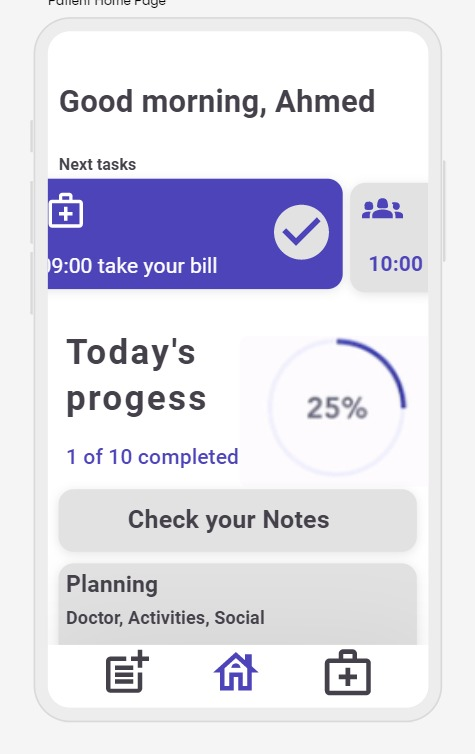 Patient Home Page
Good morning, Ahmed
Next tasks
09:00 take your bill
10:00
Today's
progess
25%
1 of 10 completed
Check your Notes
Planning
Doctor, Activities, Social